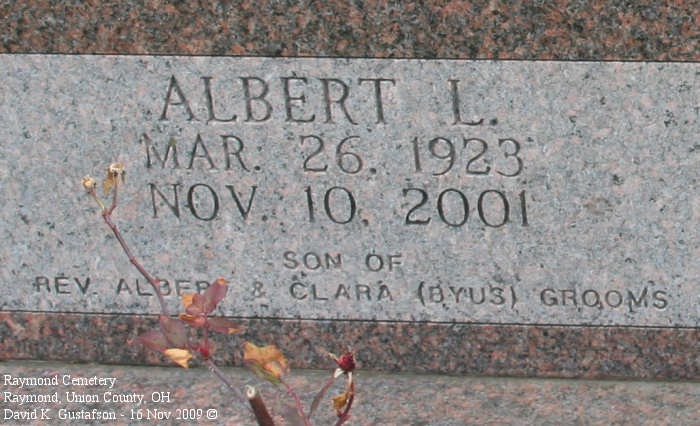 ALBERT L.
MAR. 26. 1923
NOV. 10. 2001
SON OF
REV. ALBERT & CLARA (BYUS) GROOMS
Raymond Cemetery
Raymond, Union County, OH
David K. Gustafson - 16 Nov 2009 ©